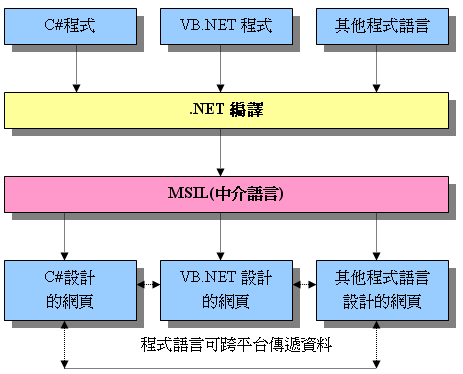 C#程式
VB.NET 程式
其他程式語言
.NET 編譯
MSIL(中介語言)
C#設計
的網頁
VB.NET 設計
的網頁
其他程式語言
設計的網頁
程式語言可跨平台傳遞資料